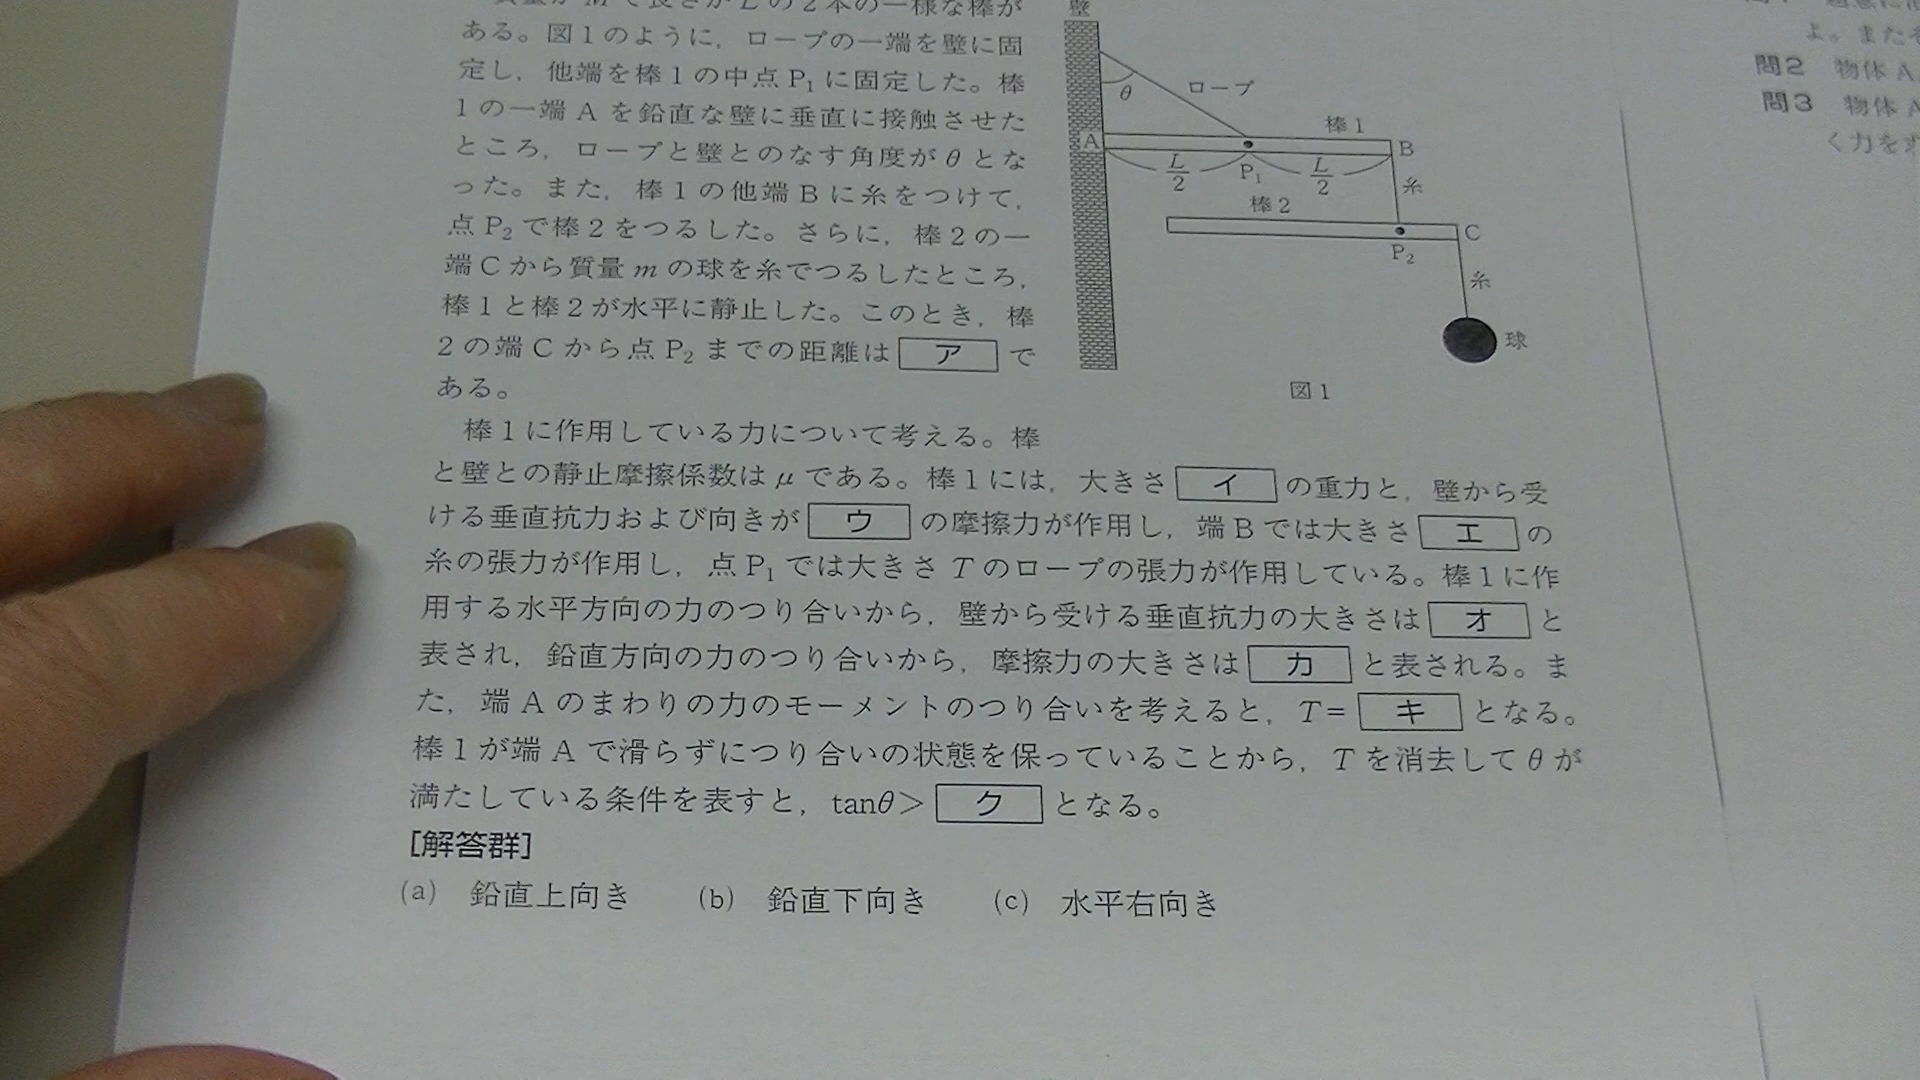 質量が M で長さが L の2本の一様な棒が
ある。図1のように，ロープの一端を壁に固
定し，他端を棒1の中点 P₁ に固定した。棒
1の一端 A を鉛直な壁に垂直に接触させた
ところ，ロープと壁とのなす角度が θ とな
った。また，棒1の他端 B に糸をつけて，
点 P₂ で棒2をつるした。さらに，棒2の一
端 C から質量 m の球を糸でつるしたところ，
棒1と棒2が水平に静止した。このとき，棒
2の端 C から点 P₂ までの距離は ア で
ある。
壁
θ
ロープ
棒1
A
B
L/2
P₁
L/2
糸
棒2
C
P₂
糸
球
図1
棒1に作用している力について考える。棒
と壁との静止摩擦係数は μ である。棒1には，大きさ イ の重力と，壁から受
ける垂直抗力および向きが ウ の摩擦力が作用し，端 B では大きさ エ の
糸の張力が作用し，点 P₁ では大きさ T のロープの張力が作用している。棒1に作
用する水平方向の力のつり合いから，壁から受ける垂直抗力の大きさは オ と
表され，鉛直方向の力のつり合いから，摩擦力の大きさは カ と表される。ま
た，端 A のまわりの力のモーメントのつり合いを考えると，T= キ となる。
棒1が端 A で滑らずにつり合いの状態を保っていることから，T を消去して θ が
満たしている条件を表すと，tanθ> ク となる。
[解答群]
(a) 鉛直上向き (b) 鉛直下向き (c) 水平右向き
よ。また
問2 物体 A
問3 物体 A
く力を